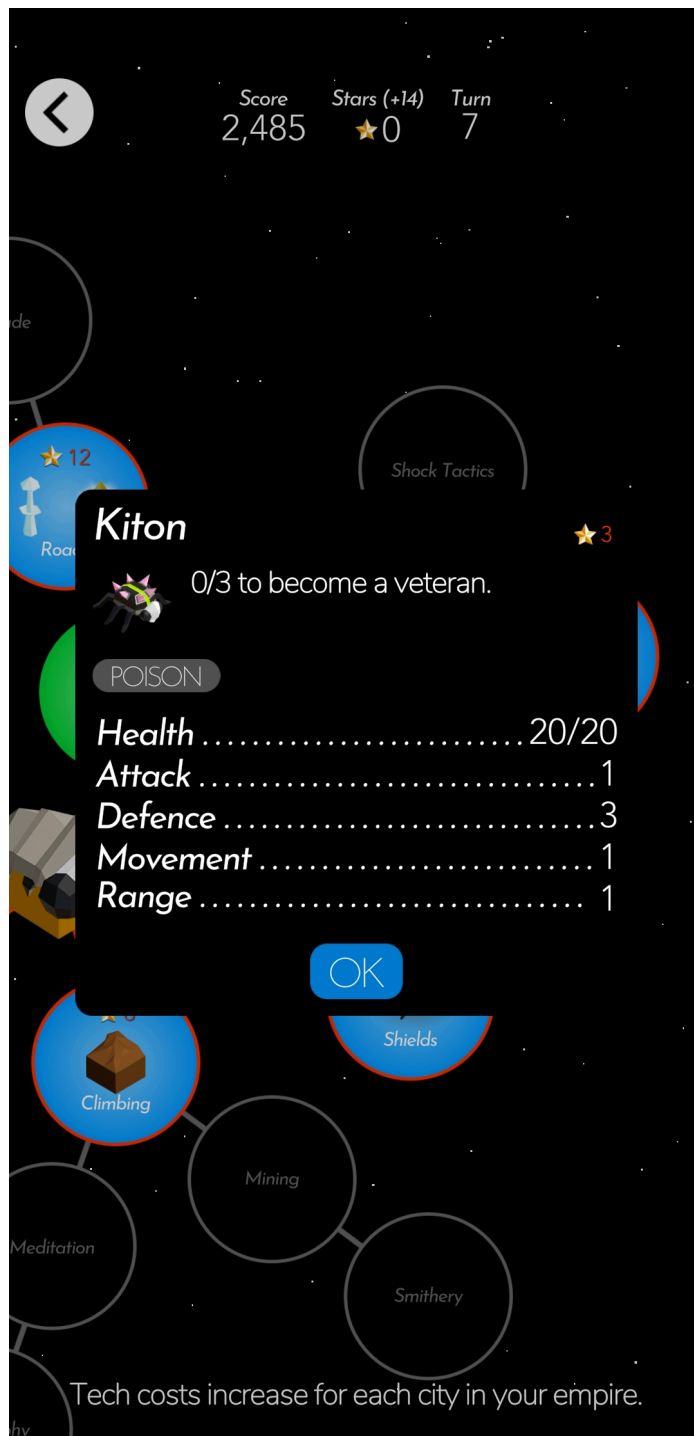 Score Stars (+14) Turn
2,485 0 7
ade
Shock Tactics
12
Kiton
3
0/3 to become a veteran.
POISON
Health ........................... 20/20
Attack ................................. 1
Defence .............................. 3
Movement ........................... 1
Range ............................... 1
OK
Shields
Climbing
Mining
Meditation
Smithery
Tech costs increase for each city in your empire.
phy